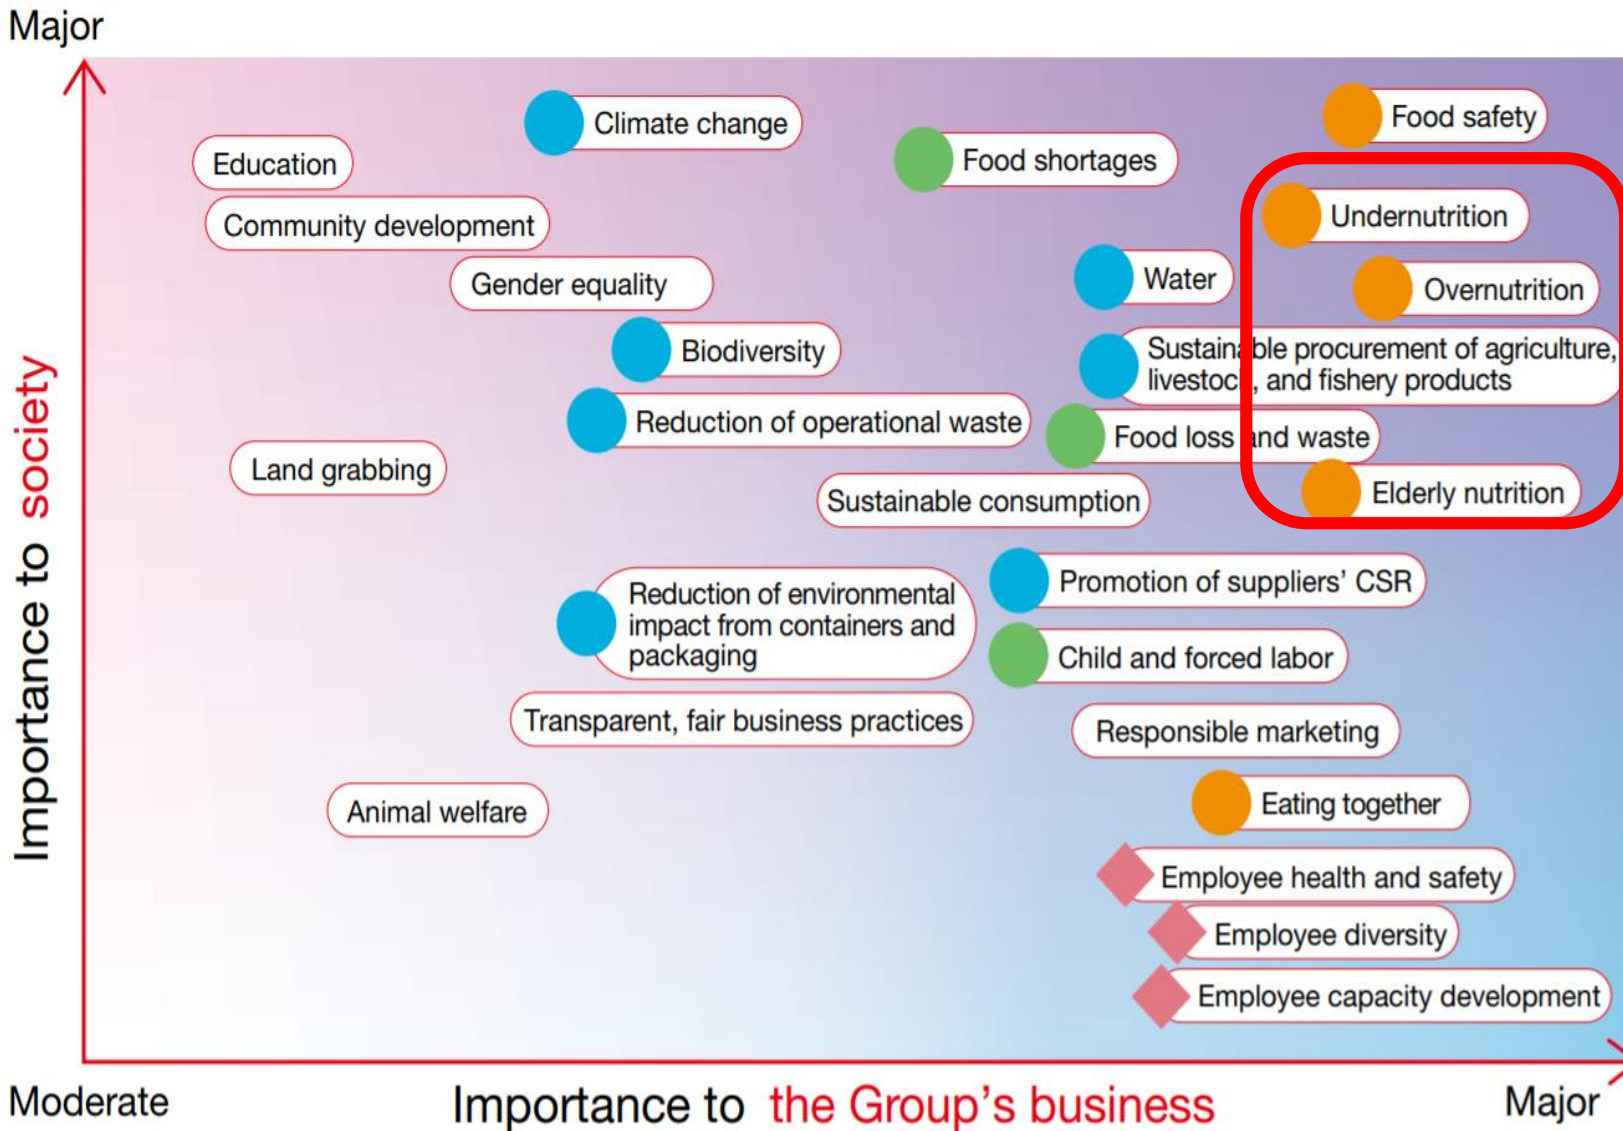 Major
Climate change
Food safety
Education
Food shortages
Community development
Undernutrition
Gender equality
Water
Overnutrition
Biodiversity
Sustainable procurement of agriculture,
livestock, and fishery products
Reduction of operational waste
Food loss and waste
Land grabbing
Sustainable consumption
Elderly nutrition
Reduction of environmental
impact from containers and
packaging
Promotion of suppliers’ CSR
Child and forced labor
Transparent, fair business practices
Responsible marketing
Animal welfare
Eating together
Employee health and safety
Employee diversity
Employee capacity development
Importance to society
Moderate
Importance to the Group’s business
Major